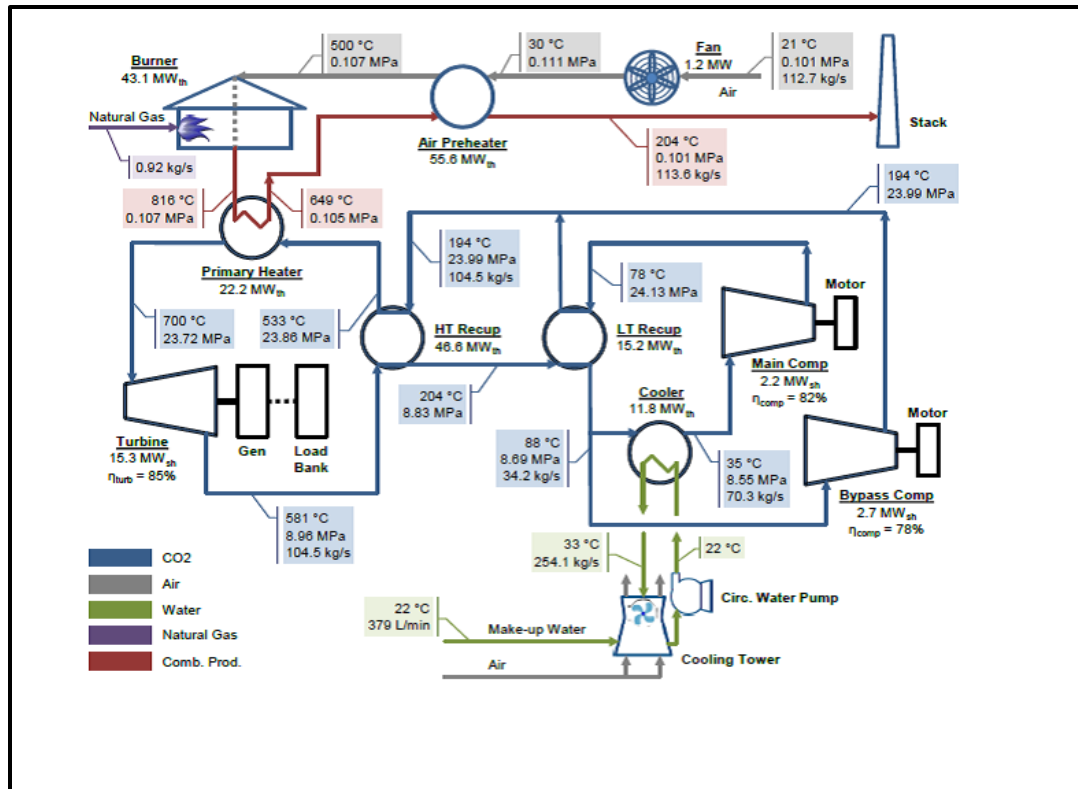 Burner
43.1 MWth
500 °C
0.107 MPa
30 °C
0.111 MPa
Fan
1.2 MW
21 °C
0.101 MPa
112.7 kg/s
Air
Natural Gas
0.92 kg/s
Air Preheater
55.6 MWth
204 °C
0.101 MPa
113.6 kg/s
Stack
816 °C
0.107 MPa
649 °C
0.105 MPa
194 °C
23.99 MPa
Primary Heater
22.2 MWth
194 °C
23.99 MPa
104.5 kg/s
78 °C
24.13 MPa
Motor
700 °C
23.72 MPa
533 °C
23.86 MPa
HT Recup
46.6 MWth
LT Recup
15.2 MWth
Main Comp
2.2 MWsh
ηcomp = 82%
204 °C
8.83 MPa
Cooler
11.8 MWth
Motor
Turbine
15.3 MWsh
ηturb = 85%
Gen
Load
Bank
88 °C
8.69 MPa
34.2 kg/s
35 °C
8.55 MPa
70.3 kg/s
Bypass Comp
2.7 MWsh
ηcomp = 78%
581 °C
8.96 MPa
104.5 kg/s
33 °C
254.1 kg/s
22 °C
CO2
Air
Water
Natural Gas
Comb. Prod.
22 °C
379 L/min
Make-up Water
Circ. Water Pump
Cooling Tower
Air